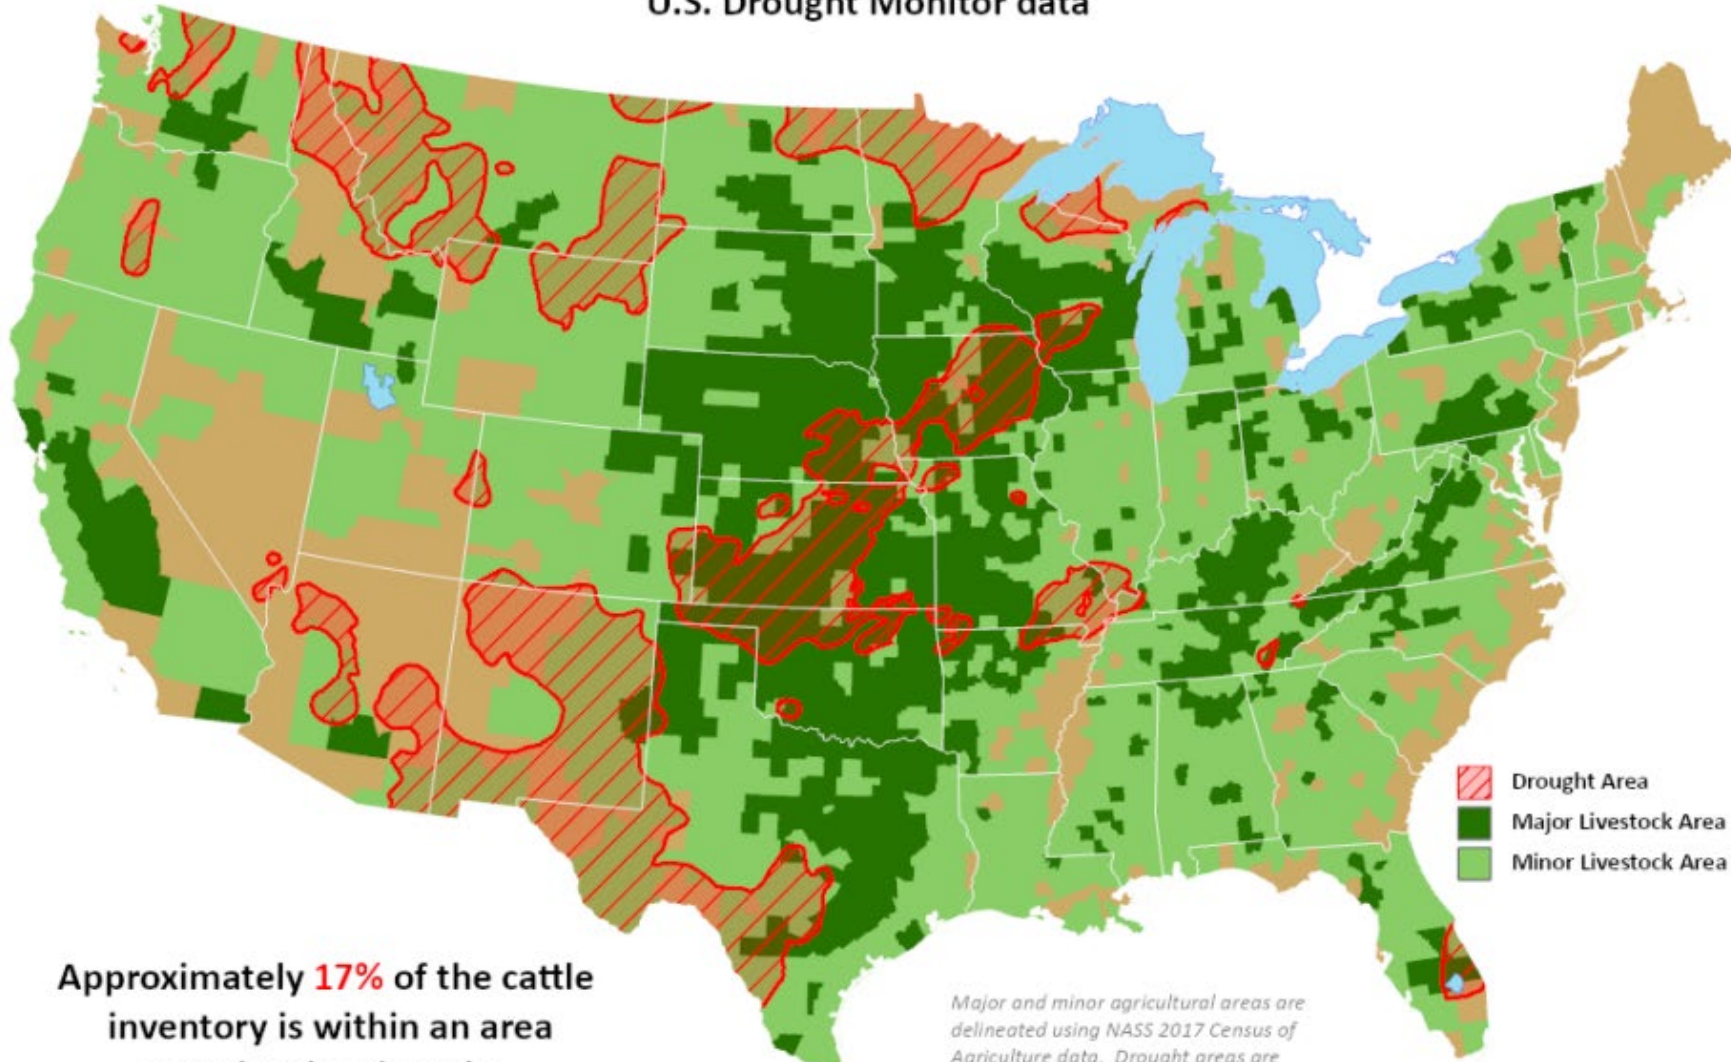 U.S. Drought Monitor data
Drought Area
Major Livestock Area
Minor Livestock Area
Approximately 17% of the cattle
inventory is within an area
Major and minor agricultural areas are
delineated using NASS 2017 Census of
Agriculture data. Drought areas are